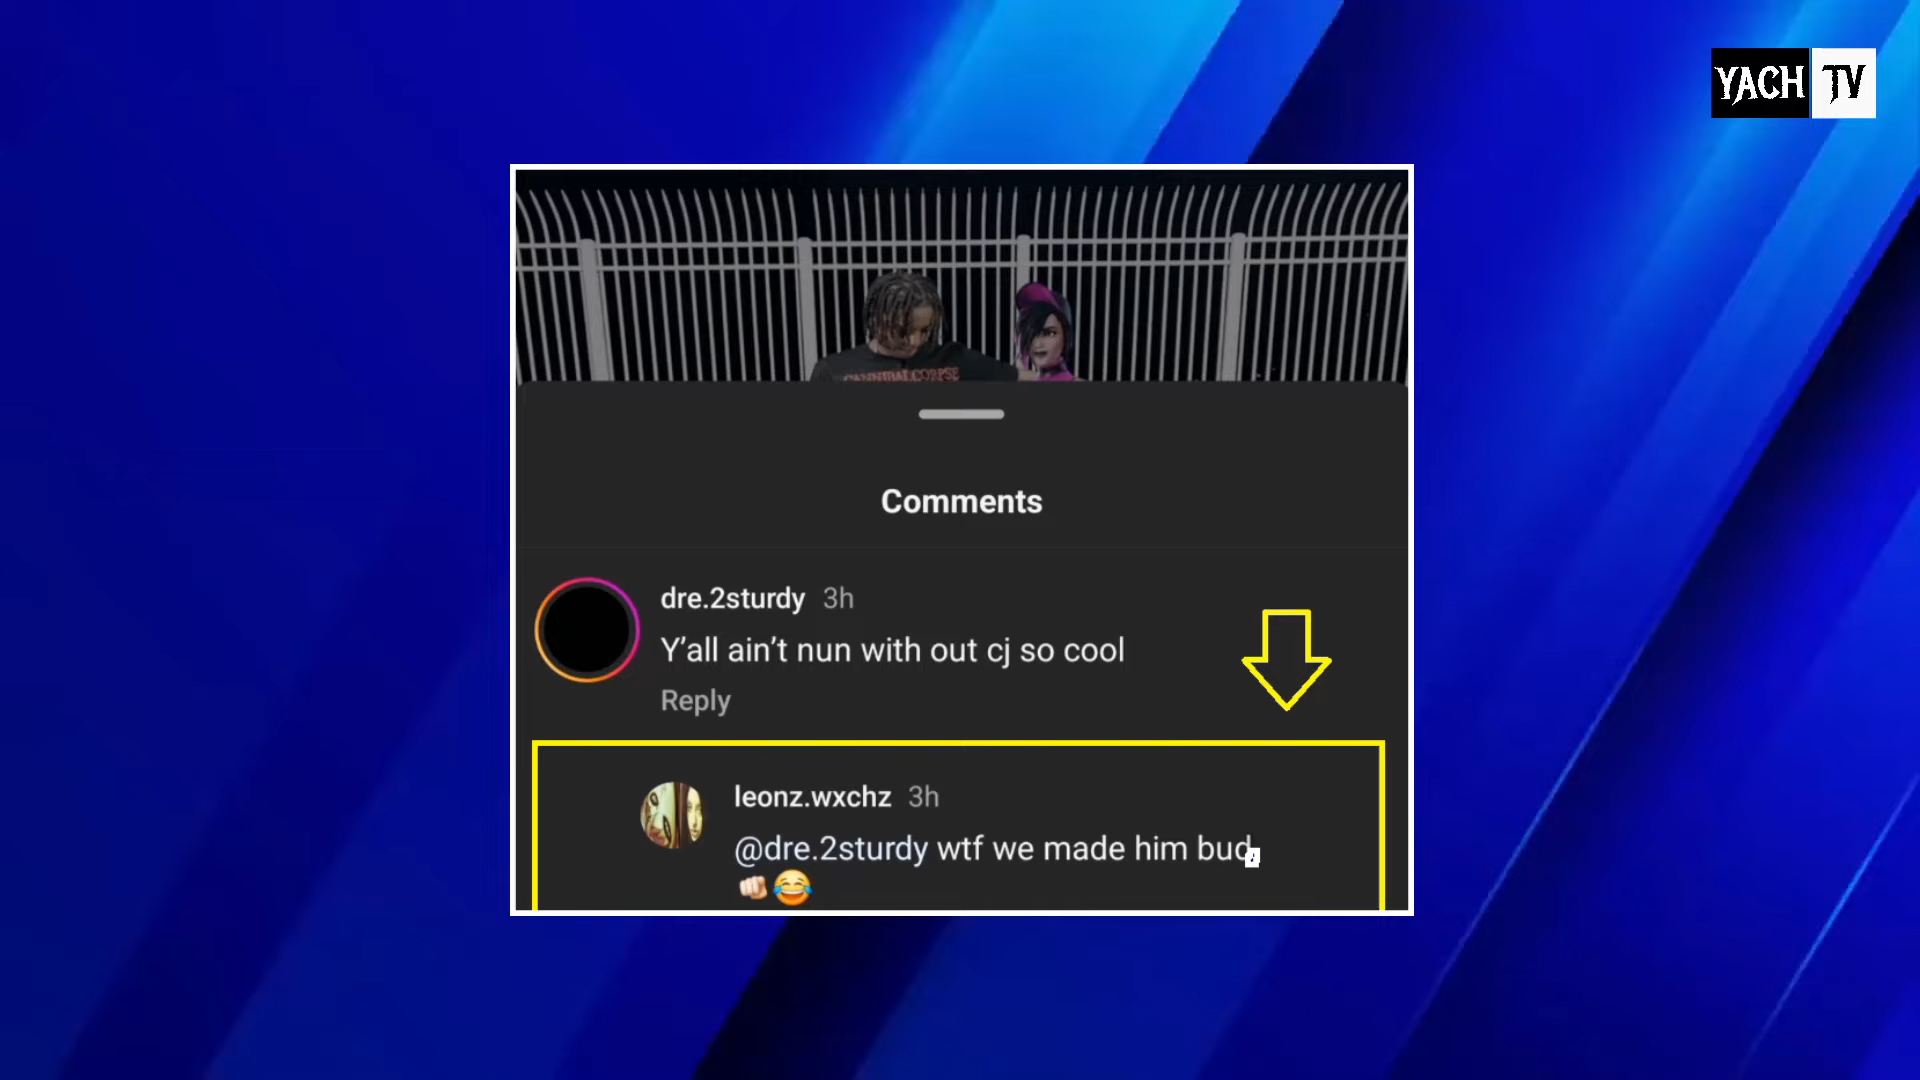 YACH TV
CANNIBAL CORPSE
Comments
dre.2sturdy 3h
Y’all ain’t nun with out cj so cool
Reply
leonz.wxchz 3h
@dre.2sturdy wtf we made him bud
🫵🏻😂